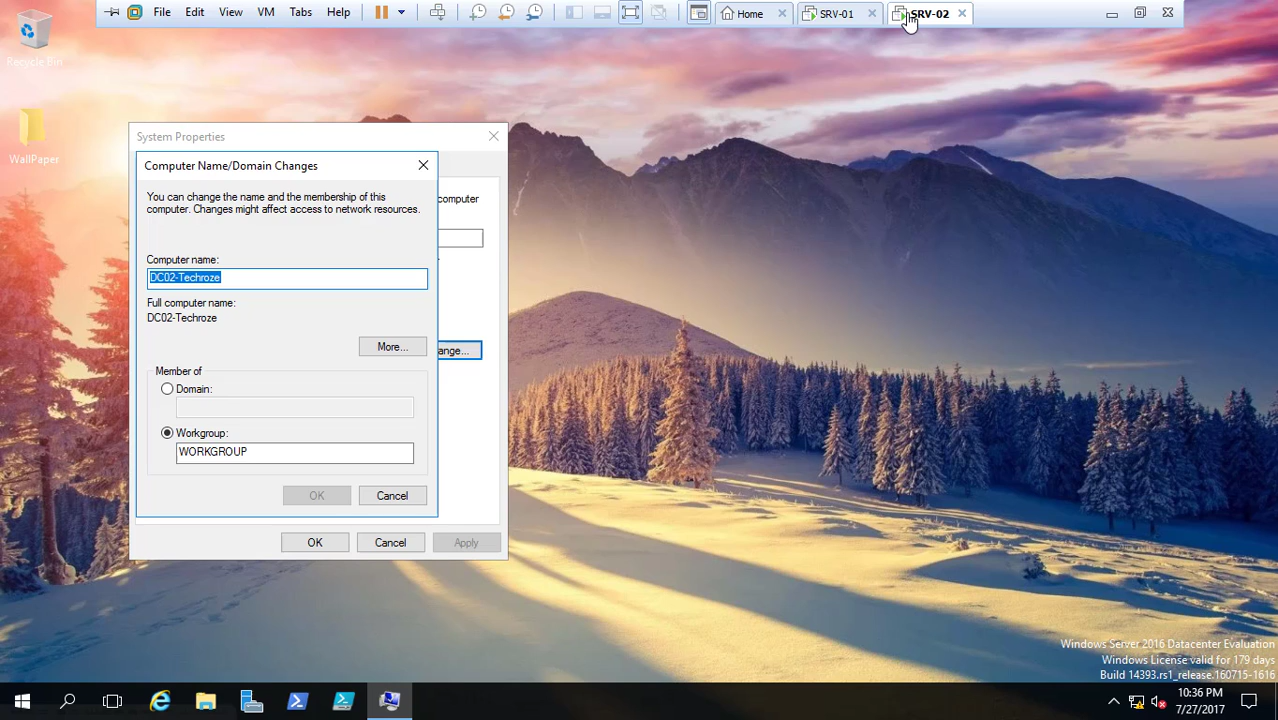 File Edit View VM Tabs Help Home SRV-01 SRV-02
Recycle Bin
WallPaper
System Properties
Computer Name/Domain Changes
You can change the name and the membership of this
computer. Changes might affect access to network resources.
computer
Computer name:
DC02-Techroze
Full computer name:
DC02-Techroze
More...
ange...
Member of
Domain:
Workgroup:
WORKGROUP
OK Cancel
OK Cancel Apply
Windows Server 2016 Datacenter Evaluation
Windows License valid for 179 days
Build 14393.rs1_release.160715-1616
10:36 PM
7/27/2017